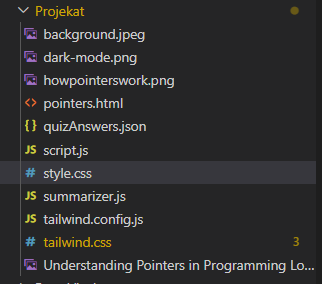 Projekat
background.jpeg
dark-mode.png
howpointerswork.png
<> pointers.html
{} quizAnswers.json
JS script.js
# style.css
JS summarizer.js
JS tailwind.config.js
# tailwind.css 3
Understanding Pointers in Programming Lo...